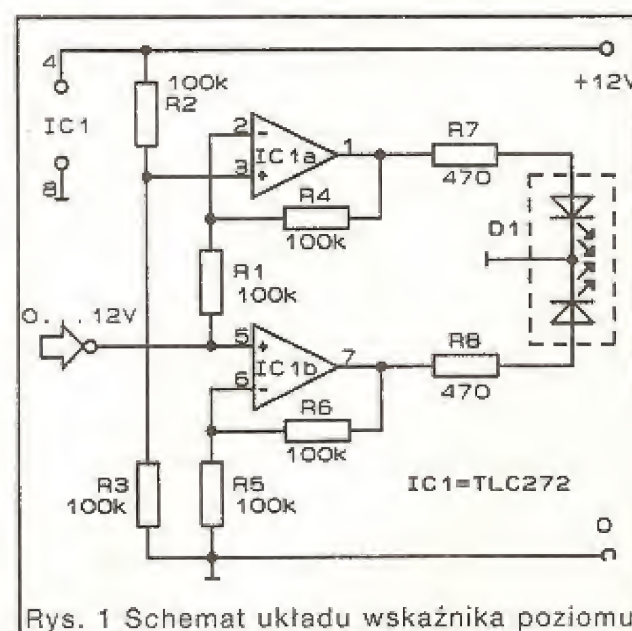 4
100k
R2
+12V
IC1
8
2
-
IC1a
1
3
+
R7
470
R4
100k
D1
R1
100k
0....12V
5
+
IC1b
7
6
-
R8
470
R6
100k
R3
100k
R5
100k
IC1=TLC272
0
Rys. 1 Schemat układu wskaźnika poziomu